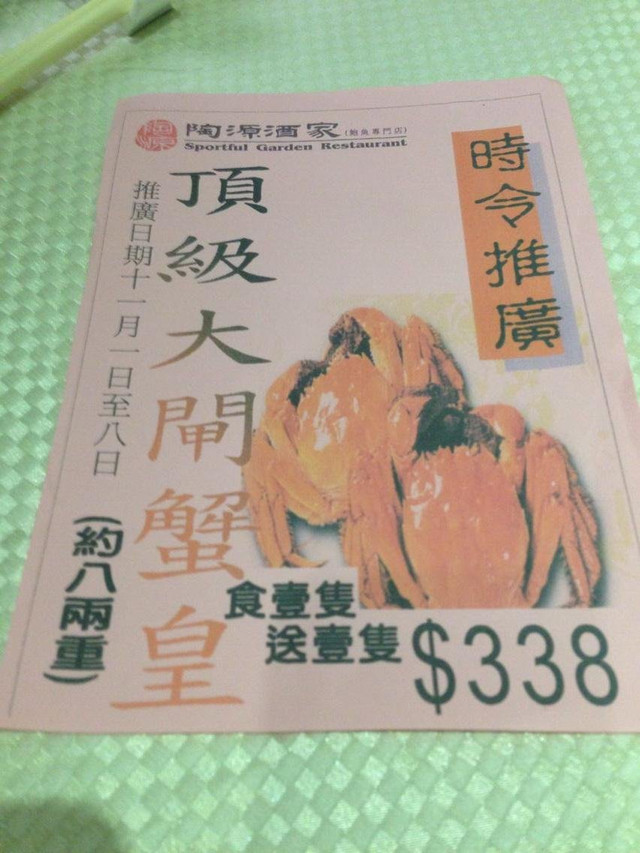 陶源酒家(鮑魚專門店)
Sportful Garden Restaurant
時令推廣
頂級大閘蟹皇
推廣日期十一月一日至八日
(約八兩重)
食壹隻
送壹隻
$338